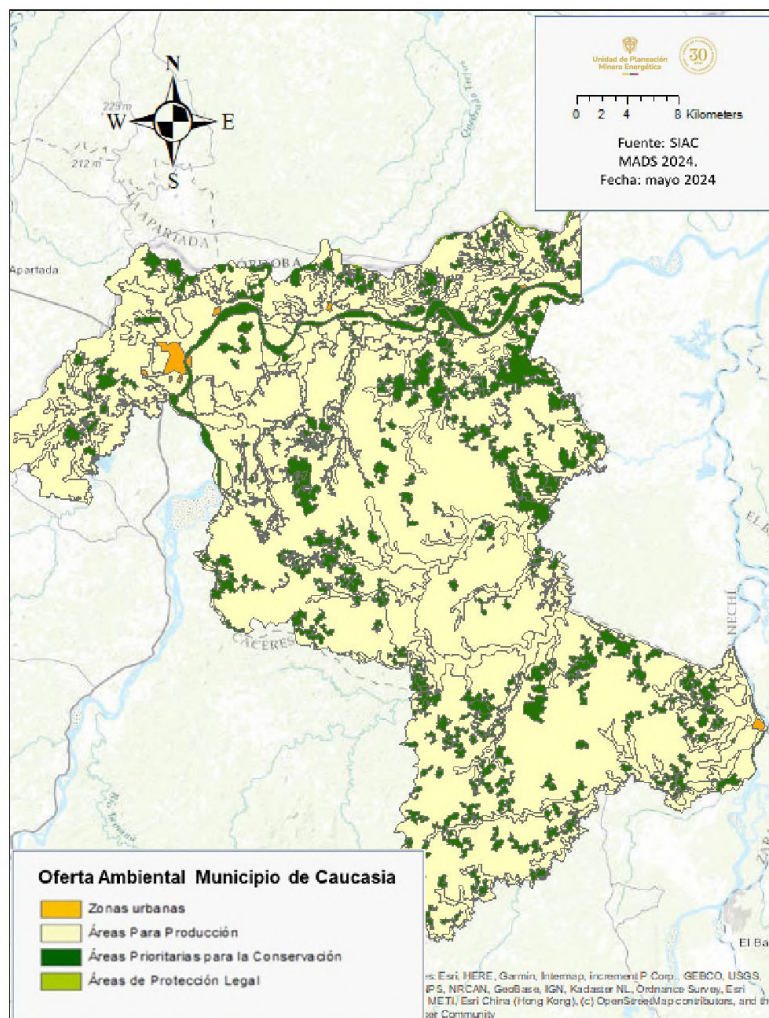 Unidad de Planeación
Minero Energética
30
0 2 4 8 Kilometers
Fuente: SIAC
MADS 2024.
Fecha: mayo 2024
N
W E
S
229 m
212 m
LA APARTADA
Apartada
CÓRDOBA
CÁCERES
NECHÍ
El Ba
Oferta Ambiental Municipio de Caucasia
Zonas urbanas
Áreas Para Producción
Áreas Prioritarias para la Conservación
Áreas de Protección Legal
es: Esri, HERE, Garmin, Intermap, increment P Corp., GEBCO, USGS,
NPS, NRCAN, GeoBase, IGN, Kadaster NL, Ordnance Survey, Esri
METI, Esri China (Hong Kong), (c) OpenStreetMap contributors, and the
ser Community